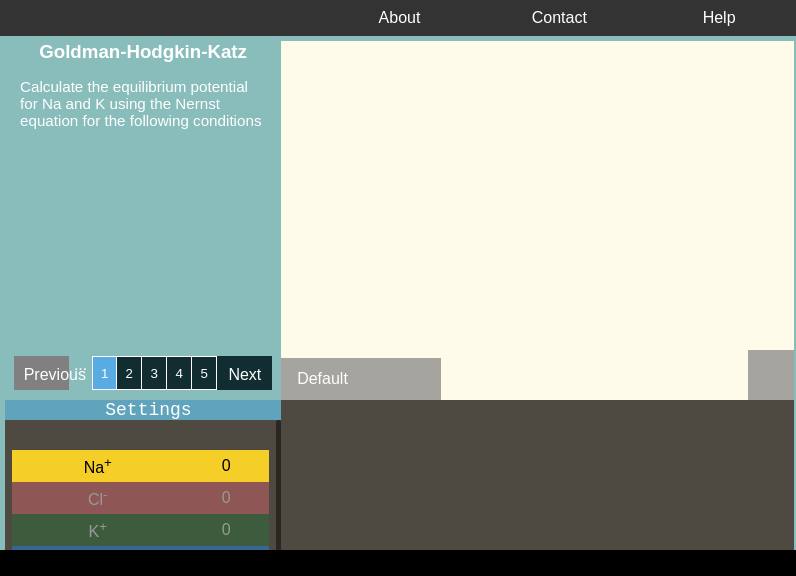 About Contact Help
Goldman-Hodgkin-Katz
Calculate the equilibrium potential
for Na and K using the Nernst
equation for the following conditions
Previous ... 1 2 3 4 5 Next
Default
Settings
Na+ 0
Cl- 0
K+ 0